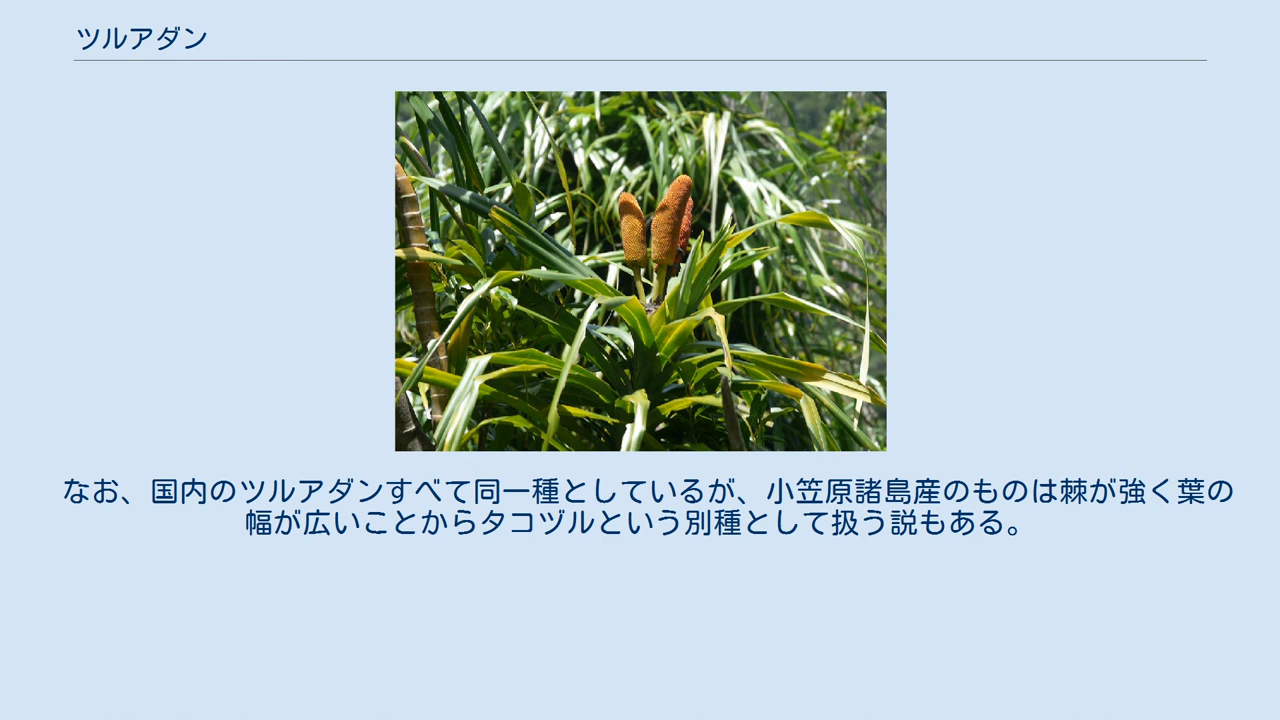 ツルアダン
なお、国内のツルアダンすべて同一種としているが、小笠原諸島産のものは棘が強く葉の
幅が広いことからタコヅルという別種として扱う説もある。